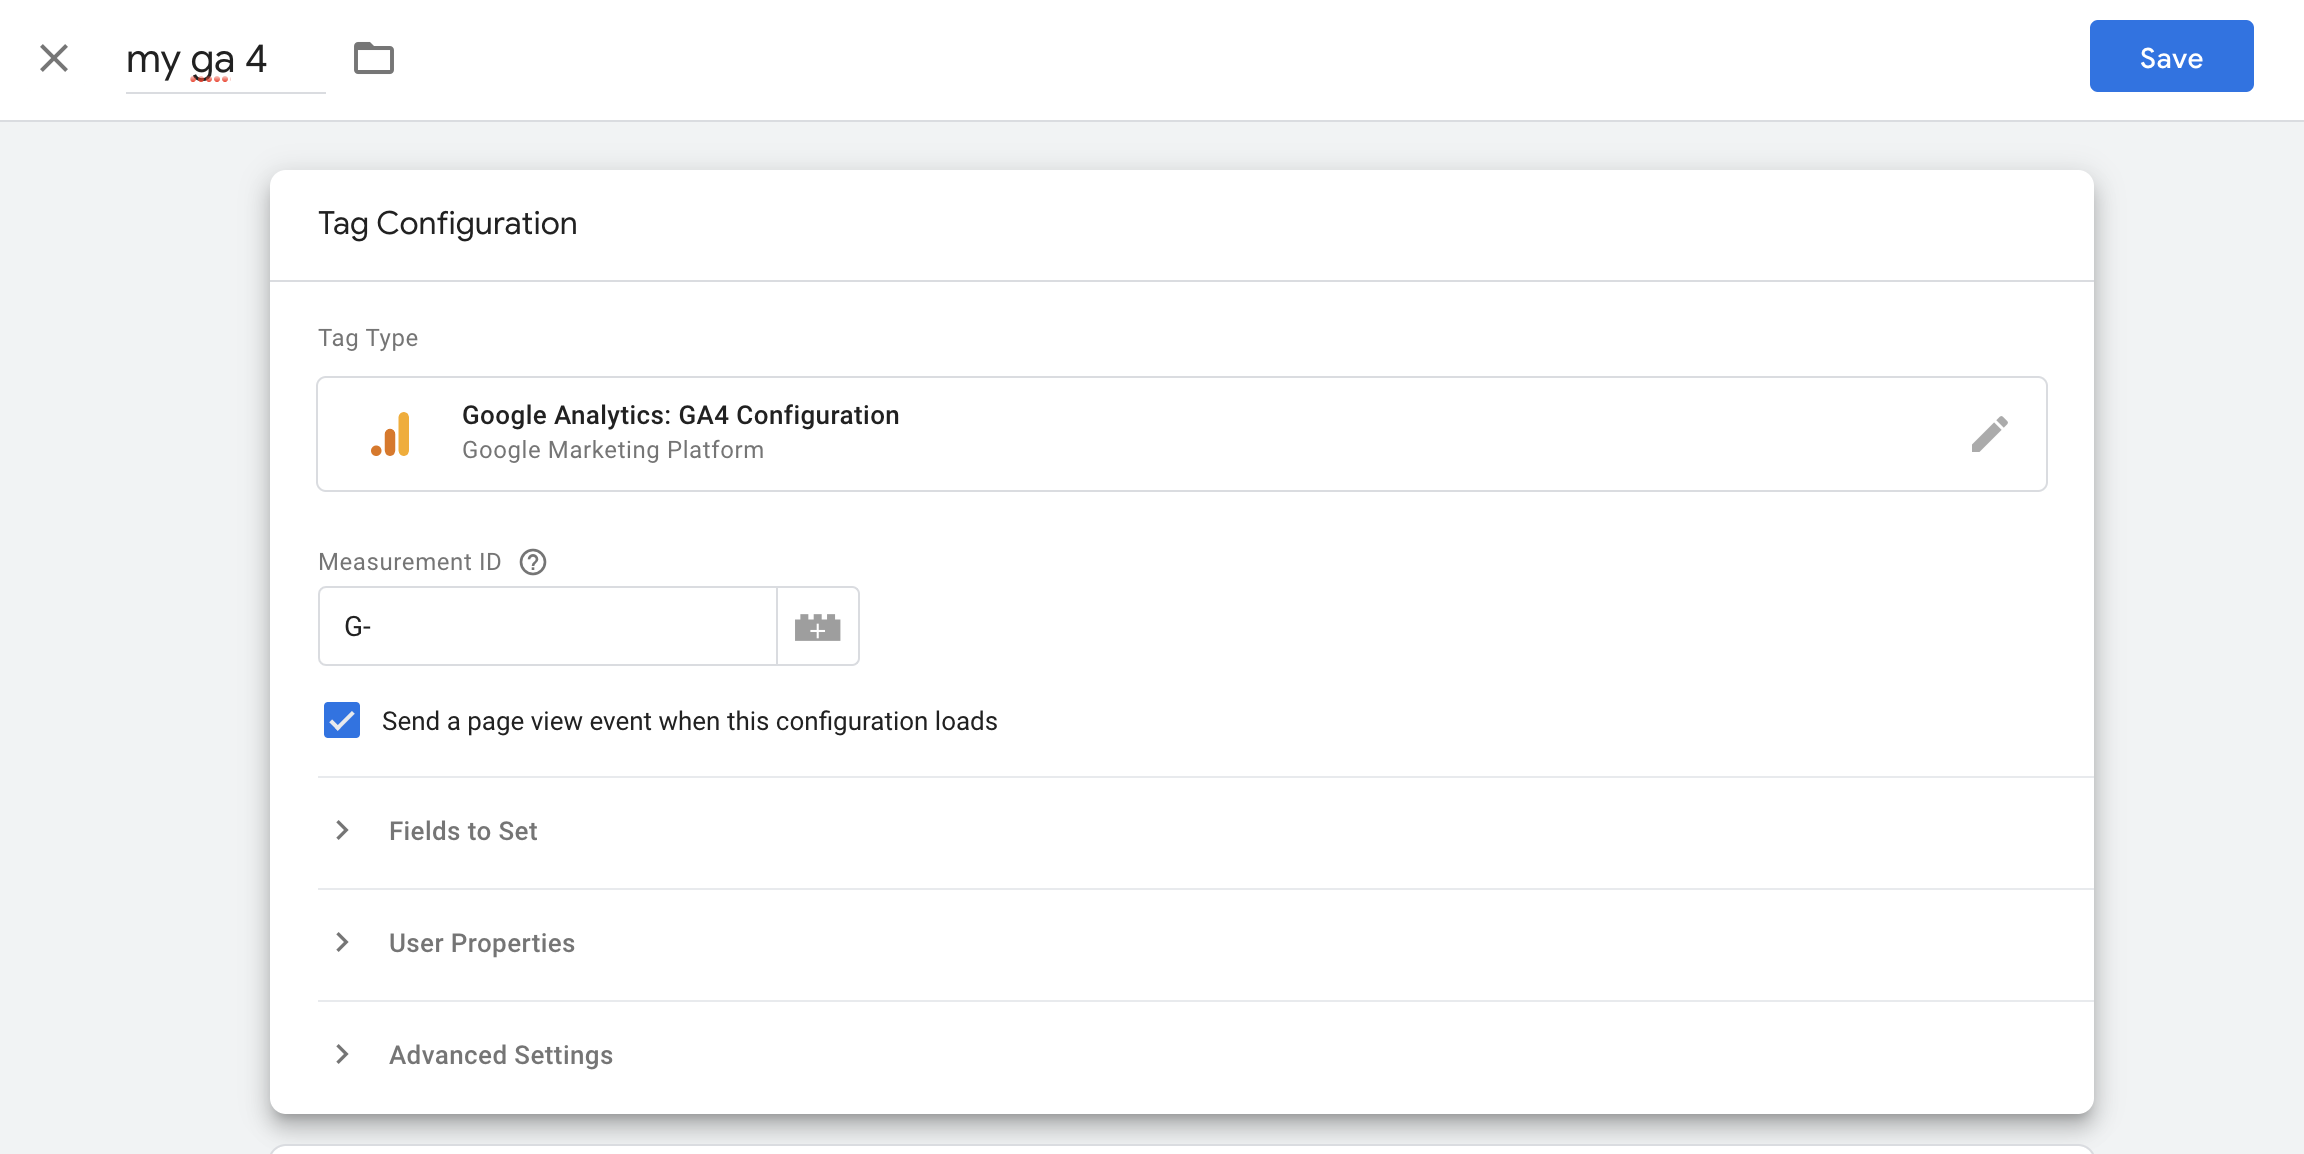 my ga 4
Save
Tag Configuration
Tag Type
Google Analytics: GA4 Configuration
Google Marketing Platform
Measurement ID
G-
Send a page view event when this configuration loads
Fields to Set
User Properties
Advanced Settings